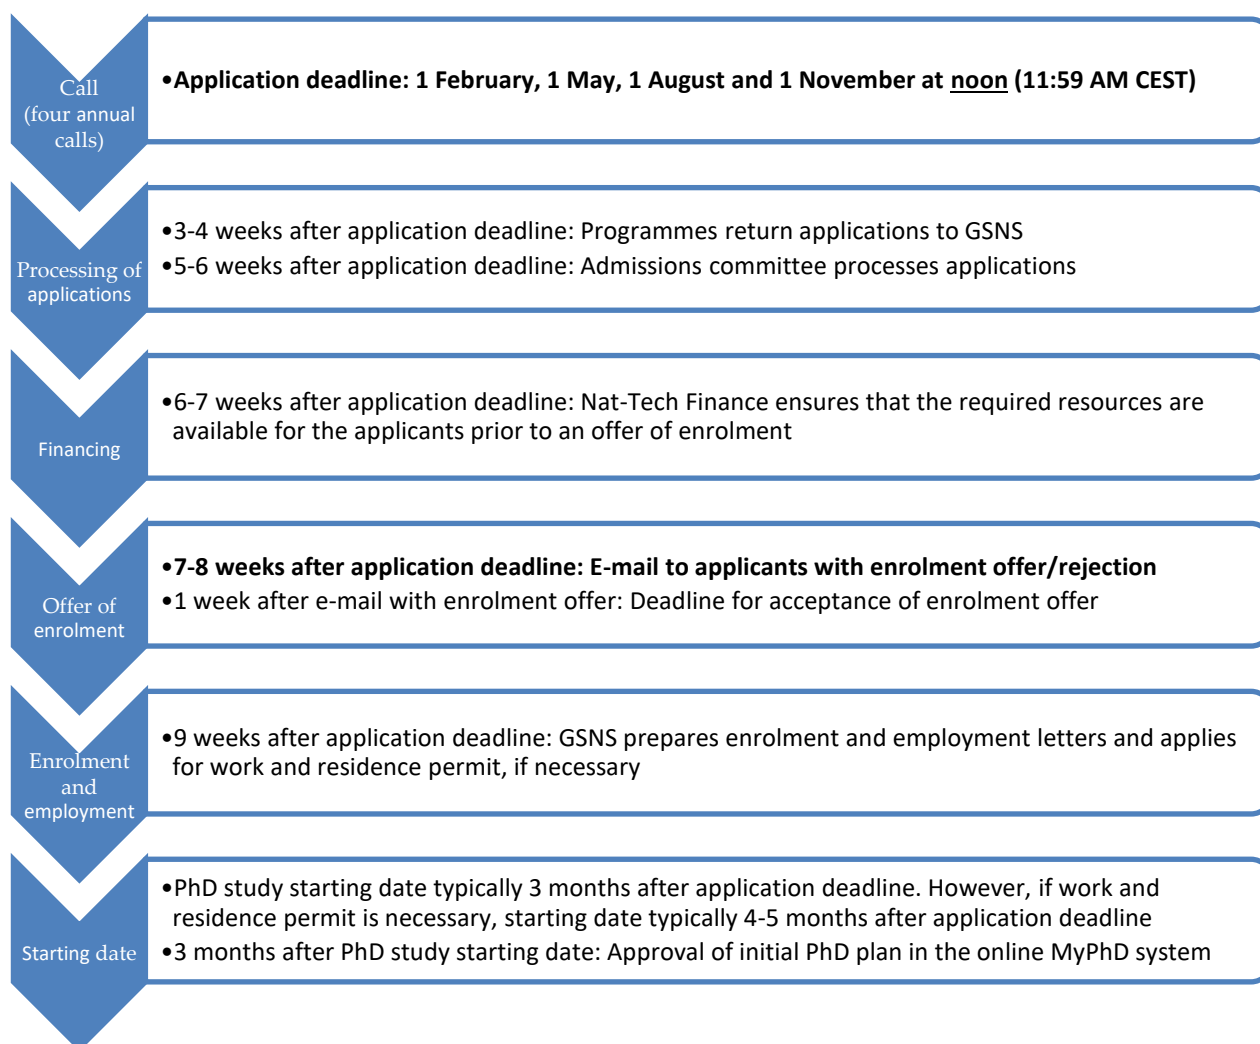 Call
(four annual
calls)
•Application deadline: 1 February, 1 May, 1 August and 1 November at noon (11:59 AM CEST)
Processing of
applications
•3-4 weeks after application deadline: Programmes return applications to GSNS
•5-6 weeks after application deadline: Admissions committee processes applications
Financing
•6-7 weeks after application deadline: Nat-Tech Finance ensures that the required resources are
available for the applicants prior to an offer of enrolment
Offer of
enrolment
•7-8 weeks after application deadline: E-mail to applicants with enrolment offer/rejection
•1 week after e-mail with enrolment offer: Deadline for acceptance of enrolment offer
Enrolment
and
employment
•9 weeks after application deadline: GSNS prepares enrolment and employment letters and applies
for work and residence permit, if necessary
Starting date
•PhD study starting date typically 3 months after application deadline. However, if work and
residence permit is necessary, starting date typically 4-5 months after application deadline
•3 months after PhD study starting date: Approval of initial PhD plan in the online MyPhD system